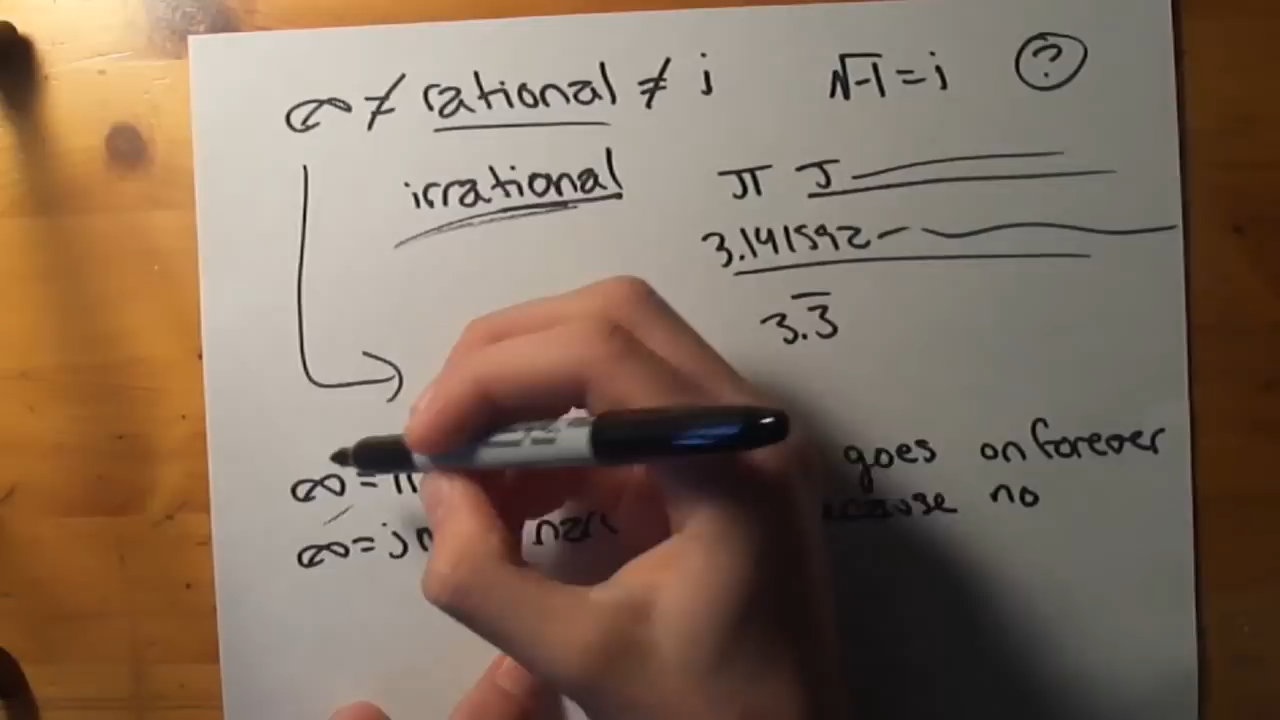 ∞ ≠ rational ≠ i √-1 = i ?
irrational π
3.141592
3.3̅
∞ = goes on forever
∞ = no